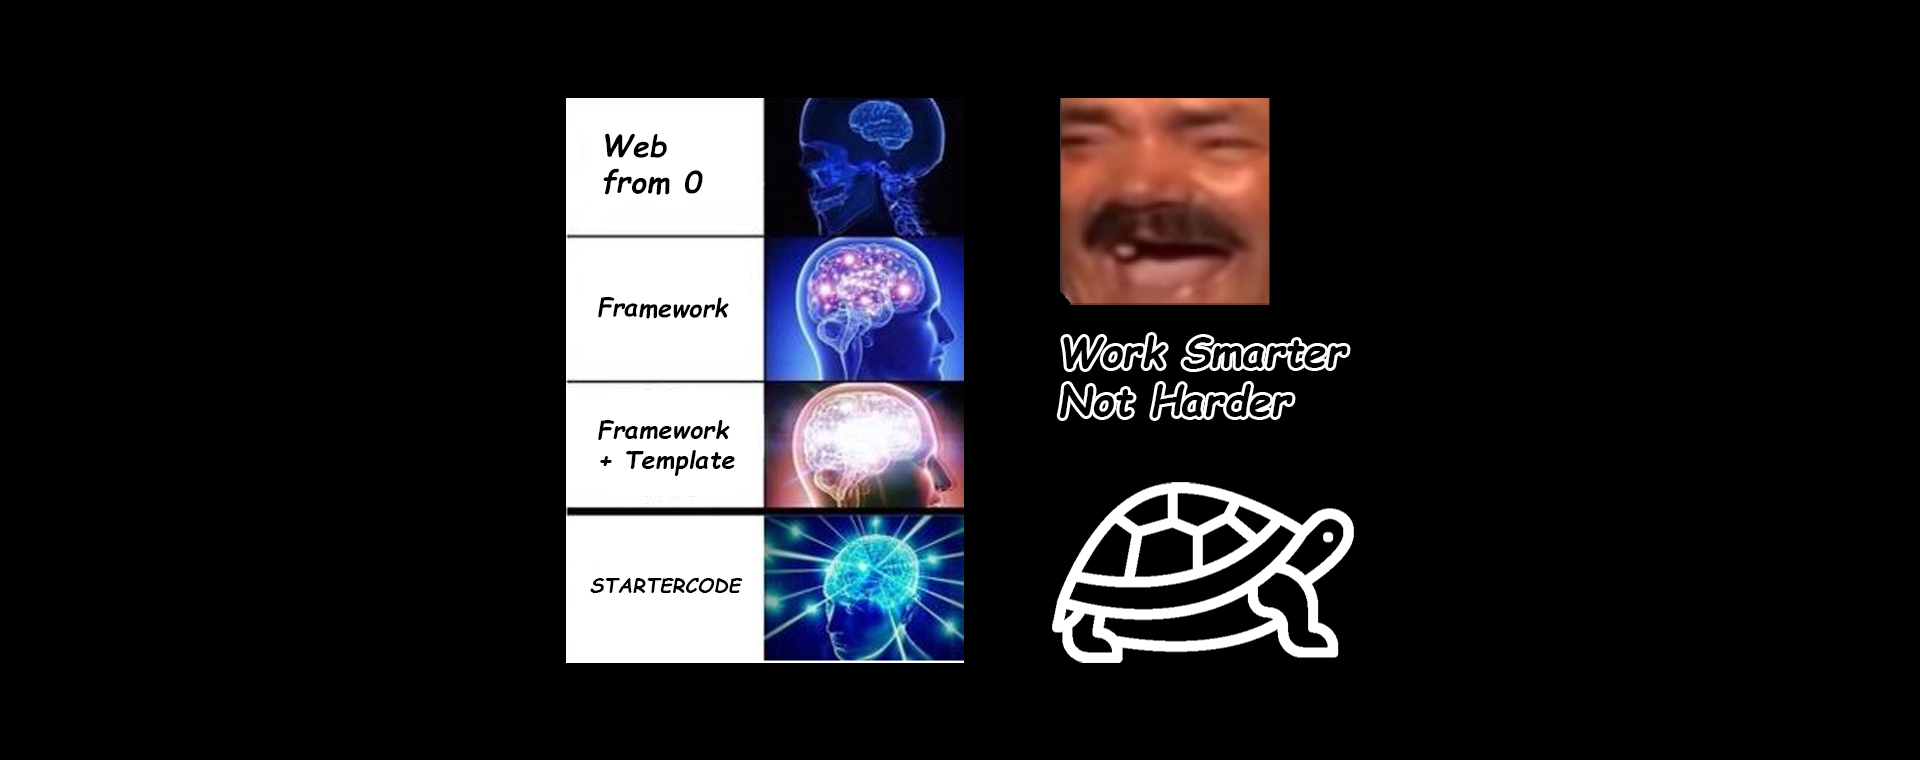 Web
from 0
Framework
Framework
+ Template
STARTERCODE
Work Smarter
Not Harder